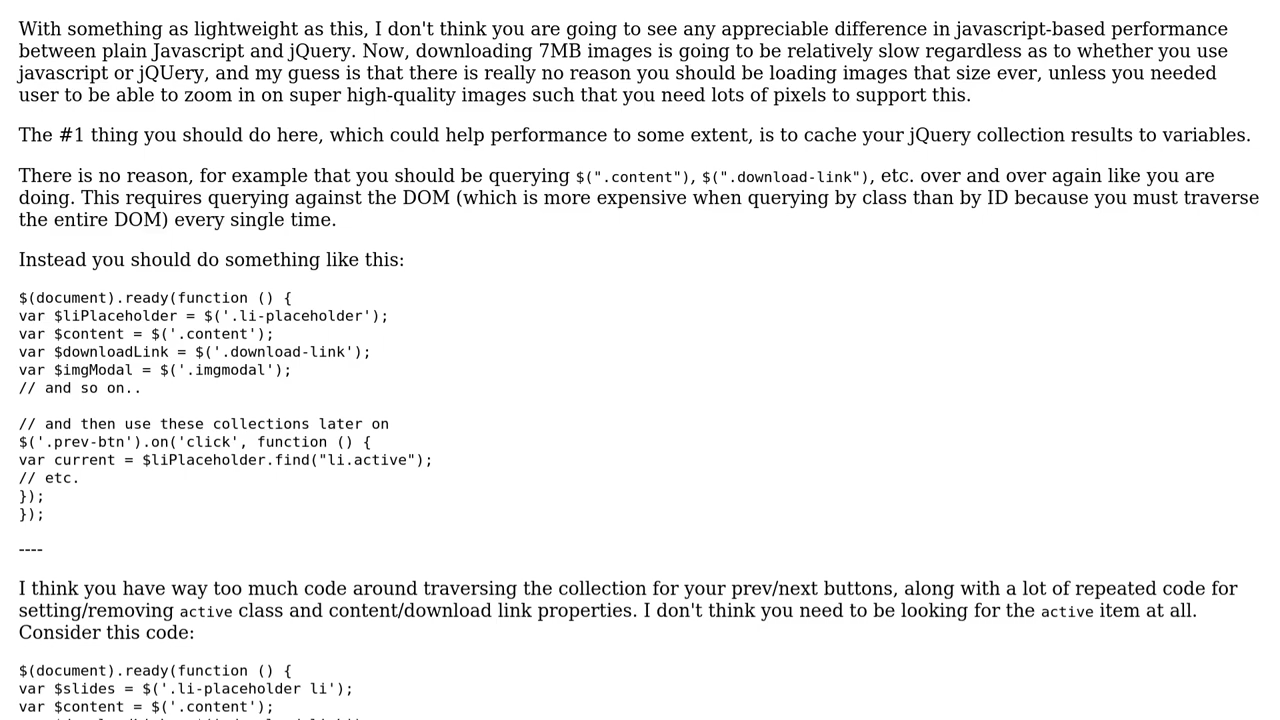 With something as lightweight as this, I don't think you are going to see any appreciable difference in javascript-based performance
between plain Javascript and jQuery. Now, downloading 7MB images is going to be relatively slow regardless as to whether you use
javascript or jQUery, and my guess is that there is really no reason you should be loading images that size ever, unless you needed
user to be able to zoom in on super high-quality images such that you need lots of pixels to support this.
The #1 thing you should do here, which could help performance to some extent, is to cache your jQuery collection results to variables.
There is no reason, for example that you should be querying $(".content"), $(".download-link"), etc. over and over again like you are
doing. This requires querying against the DOM (which is more expensive when querying by class than by ID because you must traverse
the entire DOM) every single time.
Instead you should do something like this:
$(document).ready(function () {
var $liPlaceholder = $('.li-placeholder');
var $content = $('.content');
var $downloadLink = $('.download-link');
var $imgModal = $('.imgmodal');
// and so on..
// and then use these collections later on
$('.prev-btn').on('click', function () {
var current = $liPlaceholder.find("li.active");
// etc.
});
});
----
I think you have way too much code around traversing the collection for your prev/next buttons, along with a lot of repeated code for
setting/removing active class and content/download link properties. I don't think you need to be looking for the active item at all.
Consider this code:
$(document).ready(function () {
var $slides = $('.li-placeholder li');
var $content = $('.content');